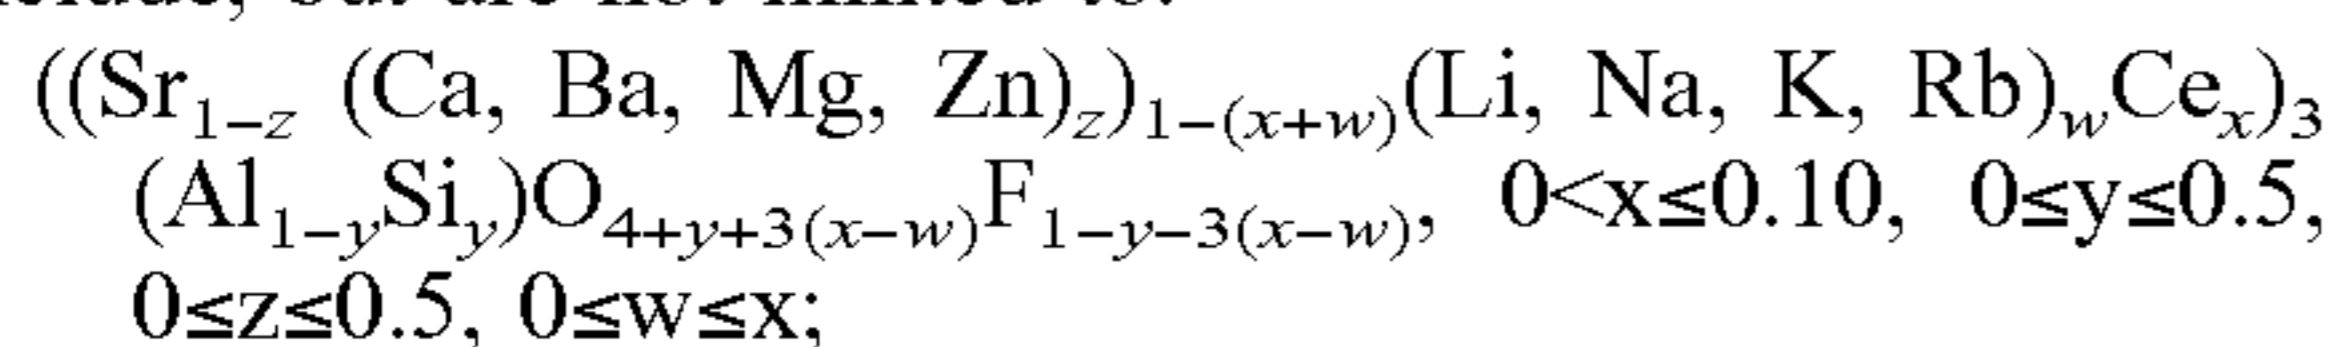 ((Sr₁₋z (Ca, Ba, Mg, Zn)z)₁₋(x+w)(Li, Na, K, Rb)wCex)₃
(Al₁₋ySiy)O₄₊y₊₃(x−w)F₁₋y₋₃(x−w), 0<x≤0.10, 0≤y≤0.5,
0≤z≤0.5, 0≤w≤x;